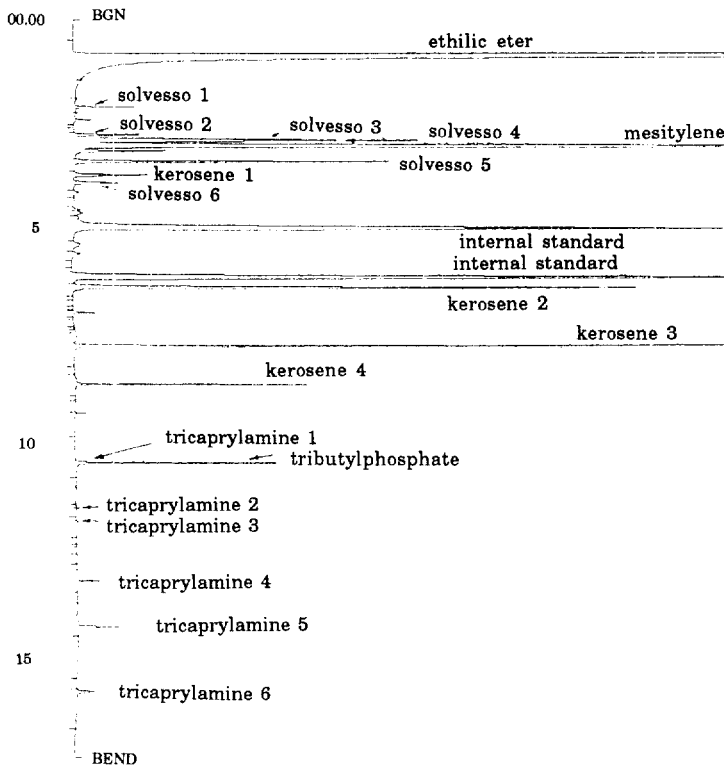 00.00 BGN
ethilic eter
solvesso 1
solvesso 2
solvesso 3
solvesso 4
mesitylene
solvesso 5
kerosene 1
solvesso 6
5
internal standard
internal standard
kerosene 2
kerosene 3
kerosene 4
10
tricaprylamine 1
tributylphosphate
tricaprylamine 2
tricaprylamine 3
tricaprylamine 4
tricaprylamine 5
15
tricaprylamine 6
BEND